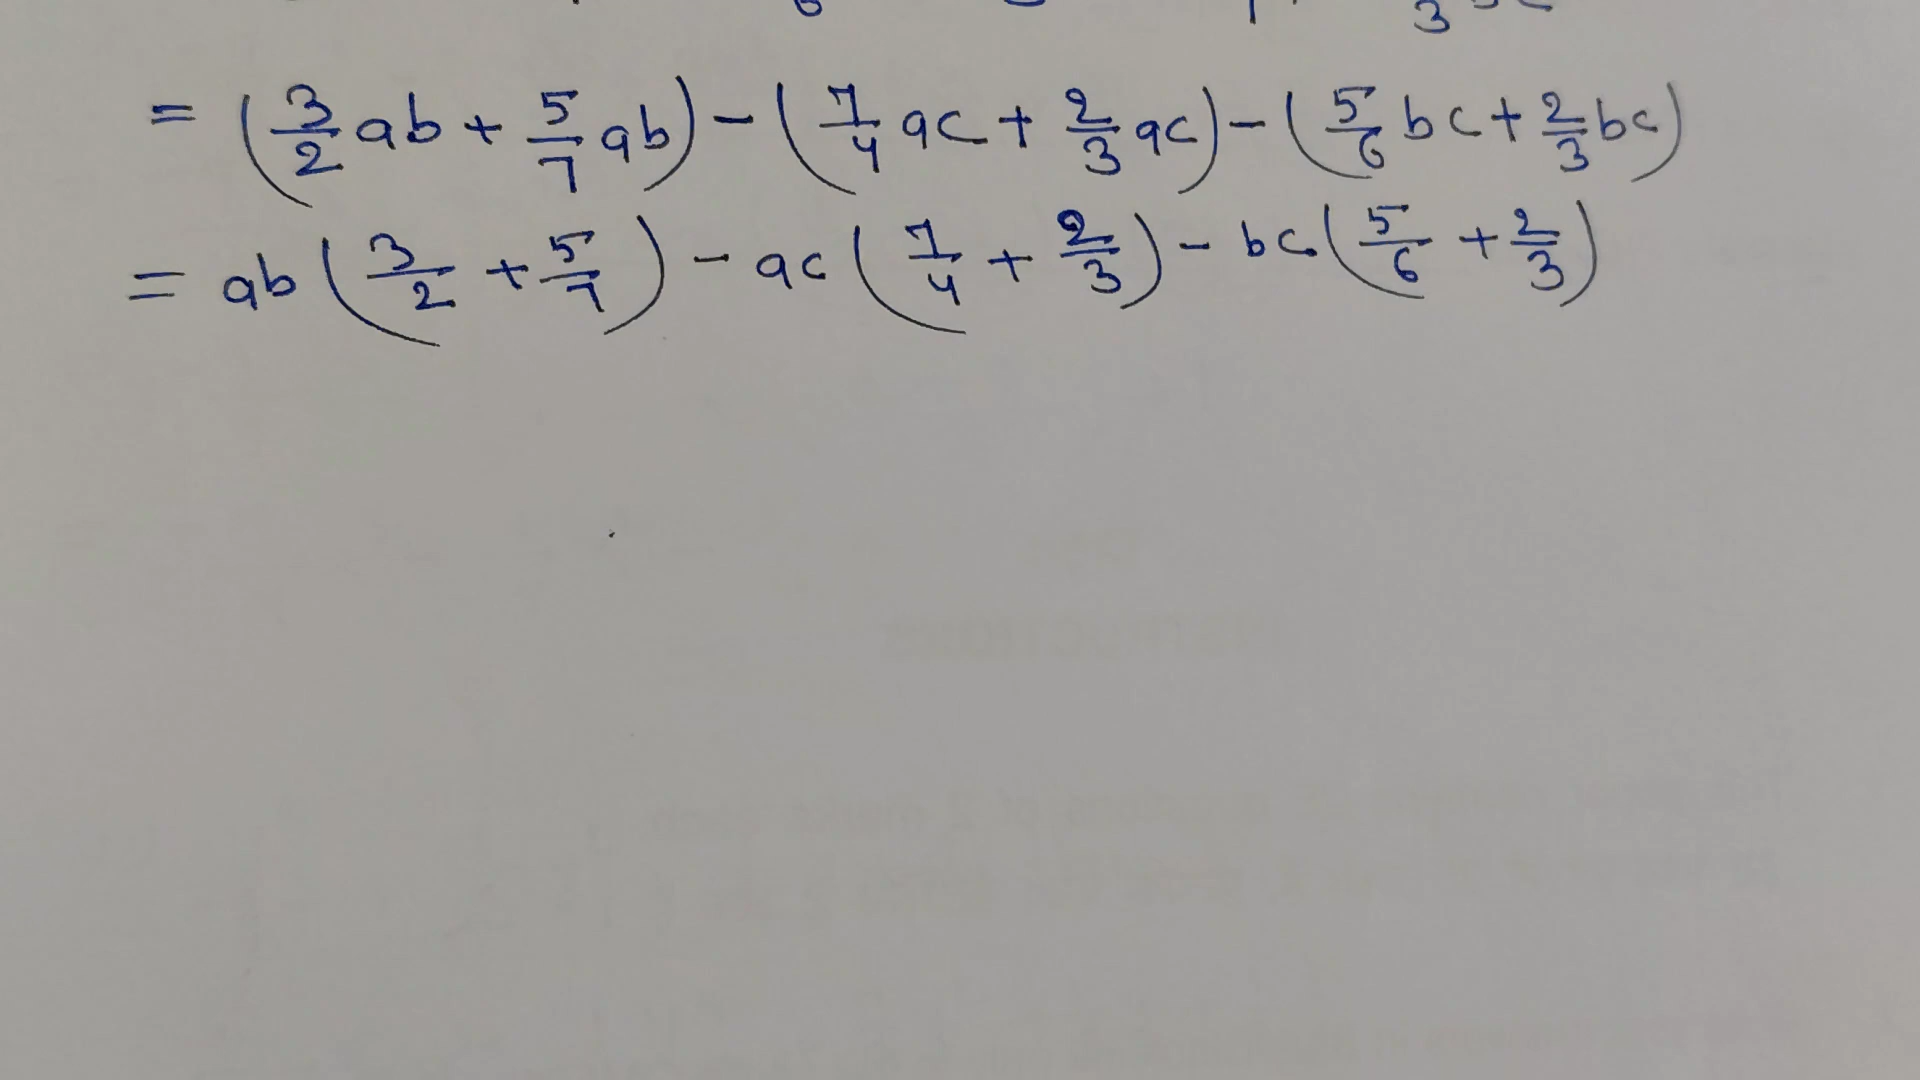 3
= (3/2 ab + 5/7 ab) - (7/4 ac + 2/3 ac) - (5/6 bc + 2/3 bc)
= ab (3/2 + 5/7) - ac (7/4 + 2/3) - bc (5/6 + 2/3)